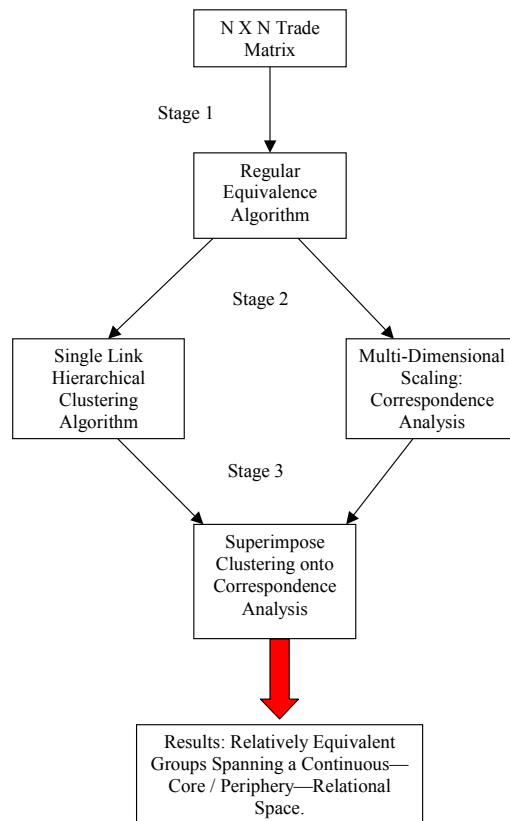 N X N Trade
Matrix
Stage 1
Regular
Equivalence
Algorithm
Stage 2
Single Link
Hierarchical
Clustering
Algorithm
Multi-Dimensional
Scaling:
Correspondence
Analysis
Stage 3
Superimpose
Clustering onto
Correspondence
Analysis
Results: Relatively Equivalent
Groups Spanning a Continuous—
Core / Periphery—Relational
Space.